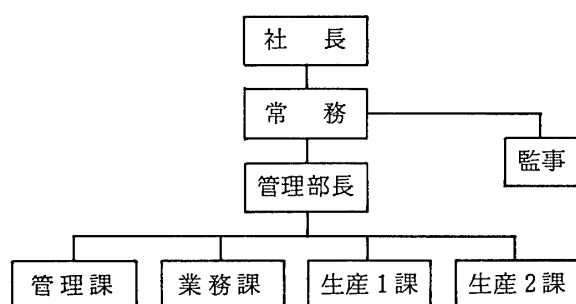 社長
常務
監事
管理部長
管理課
業務課
生産1課
生産2課